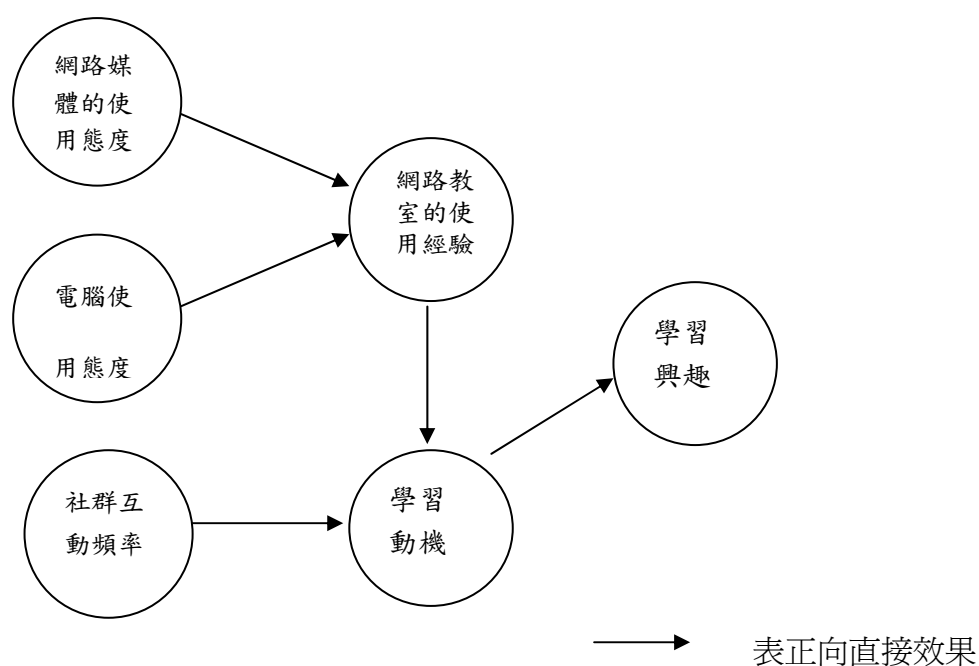 網路媒
體的使
用態度
網路教
室的使
用經驗
電腦使
用態度
學習
興趣
社群互
動頻率
學習
動機
表正向直接效果